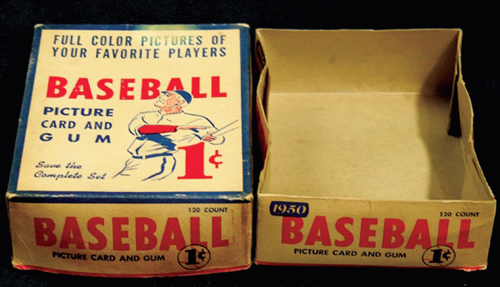 FULL COLOR PICTURES OF
YOUR FAVORITE PLAYERS
BASEBALL
PICTURE
CARD AND
GUM
Save the
Complete Set
1¢
120 COUNT
BASEBALL
PICTURE CARD AND GUM
1¢
1950
120 COUNT
BASEBALL
PICTURE CARD AND GUM
1¢